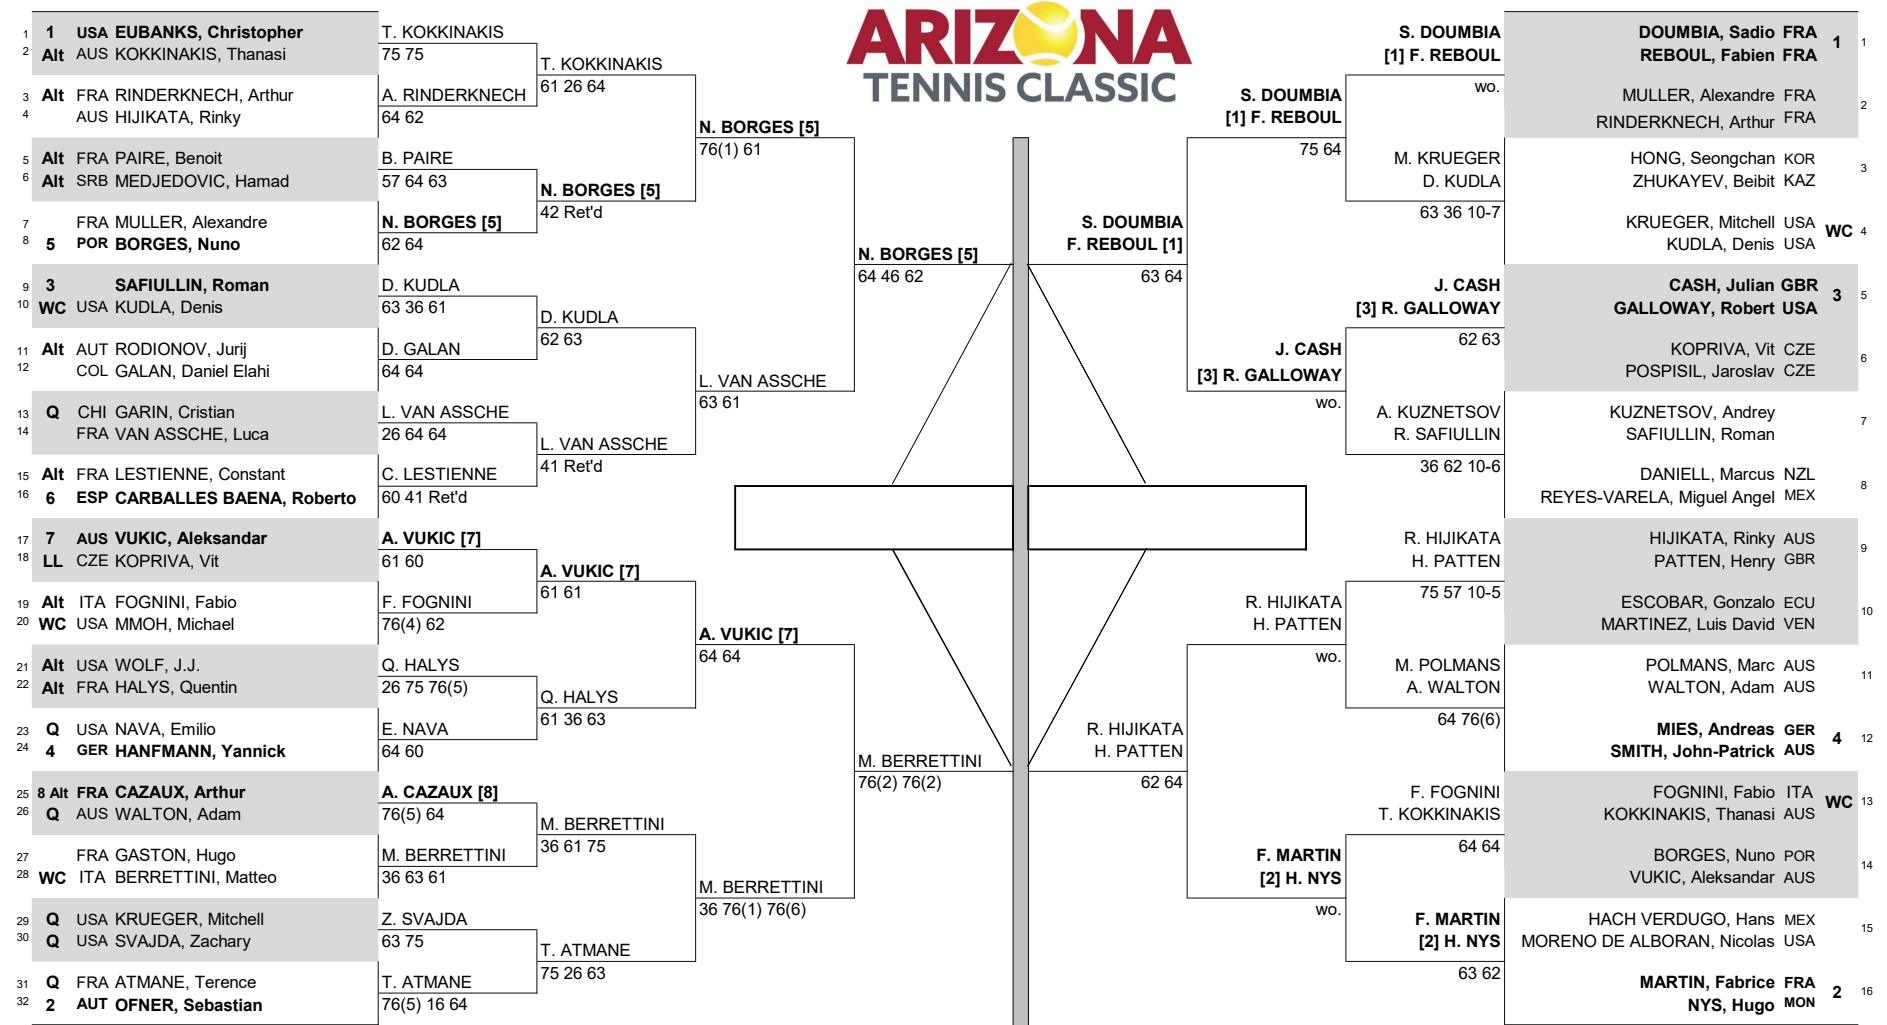 ARIZONA
TENNIS CLASSIC
1 1 USA EUBANKS, Christopher
2 Alt AUS KOKKINAKIS, Thanasi
3 Alt FRA RINDERKNECH, Arthur
4 AUS HIJIKATA, Rinky
5 Alt FRA PAIRE, Benoit
6 Alt SRB MEDJEDOVIC, Hamad
7 FRA MULLER, Alexandre
8 5 POR BORGES, Nuno
9 3 SAFIULLIN, Roman
10 WC USA KUDLA, Denis
11 Alt AUT RODIONOV, Jurij
12 COL GALAN, Daniel Elahi
13 Q CHI GARIN, Cristian
14 FRA VAN ASSCHE, Luca
15 Alt FRA LESTIENNE, Constant
16 6 ESP CARBALLES BAENA, Roberto
17 7 AUS VUKIC, Aleksandar
18 LL CZE KOPRIVA, Vit
19 Alt ITA FOGNINI, Fabio
20 WC USA MMOH, Michael
21 Alt USA WOLF, J.J.
22 Alt FRA HALYS, Quentin
23 Q USA NAVA, Emilio
24 4 GER HANFMANN, Yannick
25 8 Alt FRA CAZAUX, Arthur
26 Q AUS WALTON, Adam
27 FRA GASTON, Hugo
28 WC ITA BERRETTINI, Matteo
29 Q USA KRUEGER, Mitchell
30 Q USA SVAJDA, Zachary
31 Q FRA ATMANE, Terence
32 2 AUT OFNER, Sebastian
T. KOKKINAKIS
75 75
A. RINDERKNECH
64 62
B. PAIRE
57 64 63
N. BORGES [5]
62 64
D. KUDLA
63 36 61
D. GALAN
64 64
L. VAN ASSCHE
26 64 64
C. LESTIENNE
60 41 Ret'd
A. VUKIC [7]
61 60
F. FOGNINI
76(4) 62
Q. HALYS
26 75 76(5)
E. NAVA
64 60
A. CAZAUX [8]
76(5) 64
M. BERRETTINI
36 63 61
Z. SVAJDA
63 75
T. ATMANE
76(5) 16 64
T. KOKKINAKIS
61 26 64
N. BORGES [5]
42 Ret'd
D. KUDLA
62 63
L. VAN ASSCHE
41 Ret'd
A. VUKIC [7]
61 61
Q. HALYS
61 36 63
M. BERRETTINI
36 61 75
T. ATMANE
75 26 63
N. BORGES [5]
76(1) 61
L. VAN ASSCHE
63 61
A. VUKIC [7]
64 64
M. BERRETTINI
36 76(1) 76(6)
N. BORGES [5]
64 46 62
M. BERRETTINI
76(2) 76(2)
S. DOUMBIA
F. REBOUL [1]
63 64
R. HIJIKATA
H. PATTEN
62 64
S. DOUMBIA
[1] F. REBOUL
75 64
J. CASH
[3] R. GALLOWAY
wo.
R. HIJIKATA
H. PATTEN
wo.
F. MARTIN
[2] H. NYS
wo.
S. DOUMBIA
[1] F. REBOUL
wo.
M. KRUEGER
D. KUDLA
63 36 10-7
J. CASH
[3] R. GALLOWAY
62 63
A. KUZNETSOV
R. SAFIULLIN
36 62 10-6
R. HIJIKATA
H. PATTEN
75 57 10-5
M. POLMANS
A. WALTON
64 76(6)
F. FOGNINI
T. KOKKINAKIS
64 64
F. MARTIN
[2] H. NYS
63 62
DOUMBIA, Sadio FRA 1 1
REBOUL, Fabien FRA
MULLER, Alexandre FRA 2
RINDERKNECH, Arthur FRA
HONG, Seongchan KOR 3
ZHUKAYEV, Beibit KAZ
KRUEGER, Mitchell USA WC 4
KUDLA, Denis USA
CASH, Julian GBR 3 5
GALLOWAY, Robert USA
KOPRIVA, Vit CZE 6
POSPISIL, Jaroslav CZE
KUZNETSOV, Andrey 7
SAFIULLIN, Roman
DANIELL, Marcus NZL 8
REYES-VARELA, Miguel Angel MEX
HIJIKATA, Rinky AUS 9
PATTEN, Henry GBR
ESCOBAR, Gonzalo ECU 10
MARTINEZ, Luis David VEN
POLMANS, Marc AUS 11
WALTON, Adam AUS
MIES, Andreas GER 4 12
SMITH, John-Patrick AUS
FOGNINI, Fabio ITA WC 13
KOKKINAKIS, Thanasi AUS
BORGES, Nuno POR 14
VUKIC, Aleksandar AUS
HACH VERDUGO, Hans MEX 15
MORENO DE ALBORAN, Nicolas USA
MARTIN, Fabrice FRA 2 16
NYS, Hugo MON